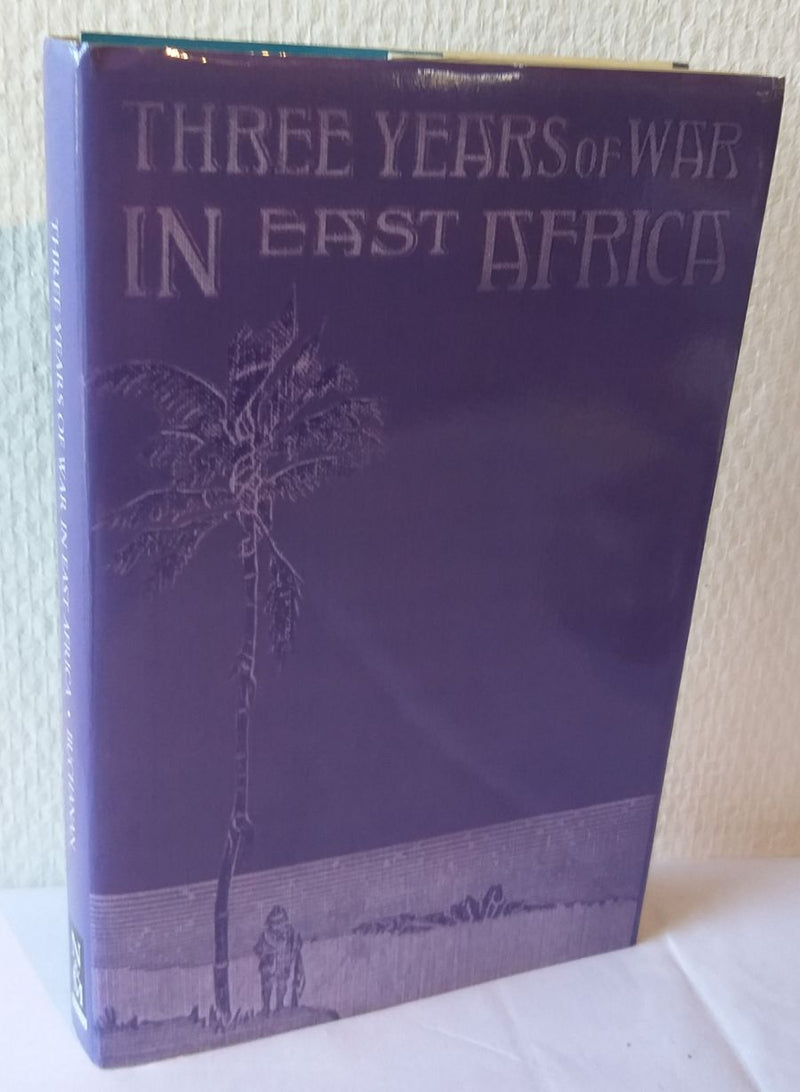 THREE YEARS OF WAR
IN EAST AFRICA
THREE YEARS OF WAR IN EAST AFRICA • BUCHANAN